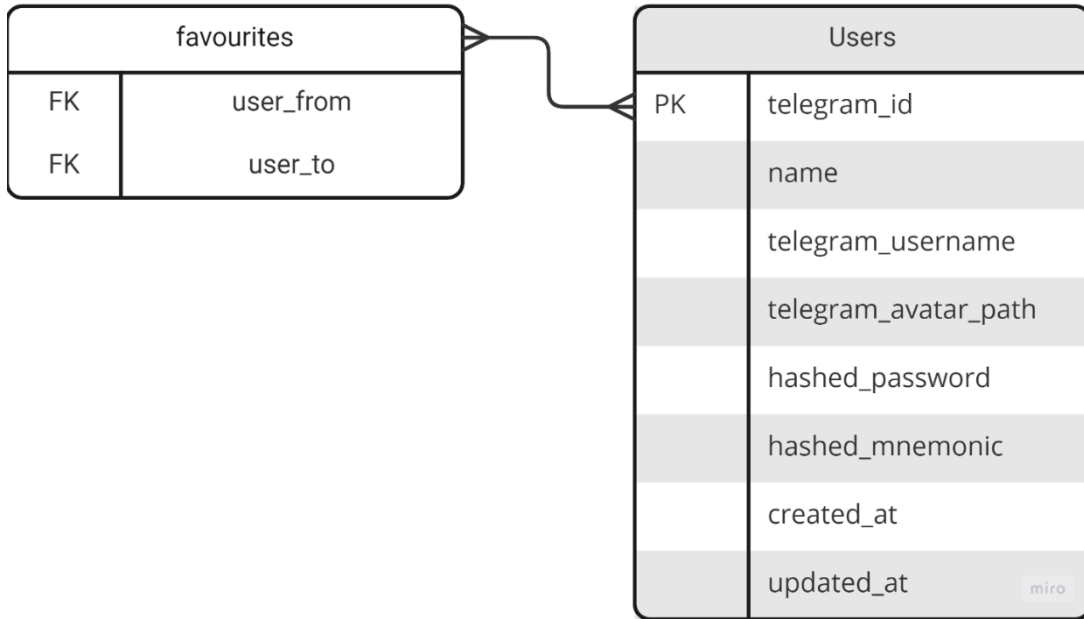 favourites
FK user_from
FK user_to
Users
PK telegram_id
name
telegram_username
telegram_avatar_path
hashed_password
hashed_mnemonic
created_at
updated_at
miro